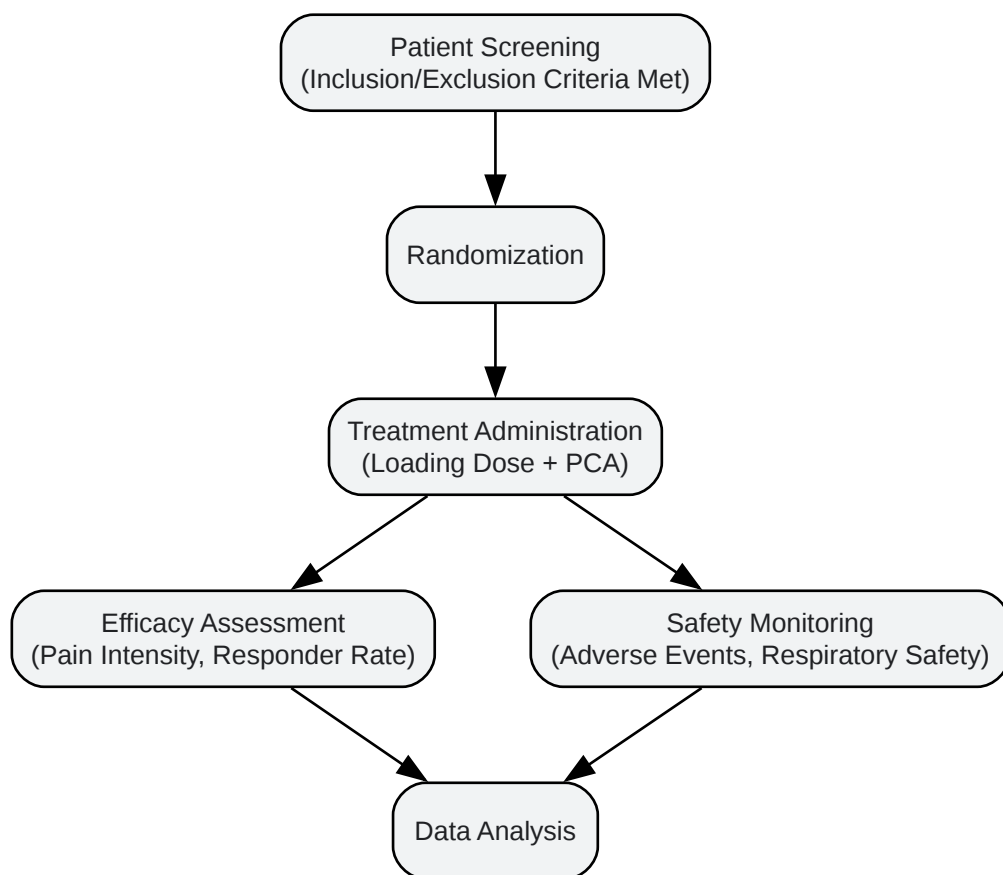 Patient Screening
(Inclusion/Exclusion Criteria Met)
Randomization
Treatment Administration
(Loading Dose + PCA)
Efficacy Assessment
(Pain Intensity, Responder Rate)
Safety Monitoring
(Adverse Events, Respiratory Safety)
Data Analysis